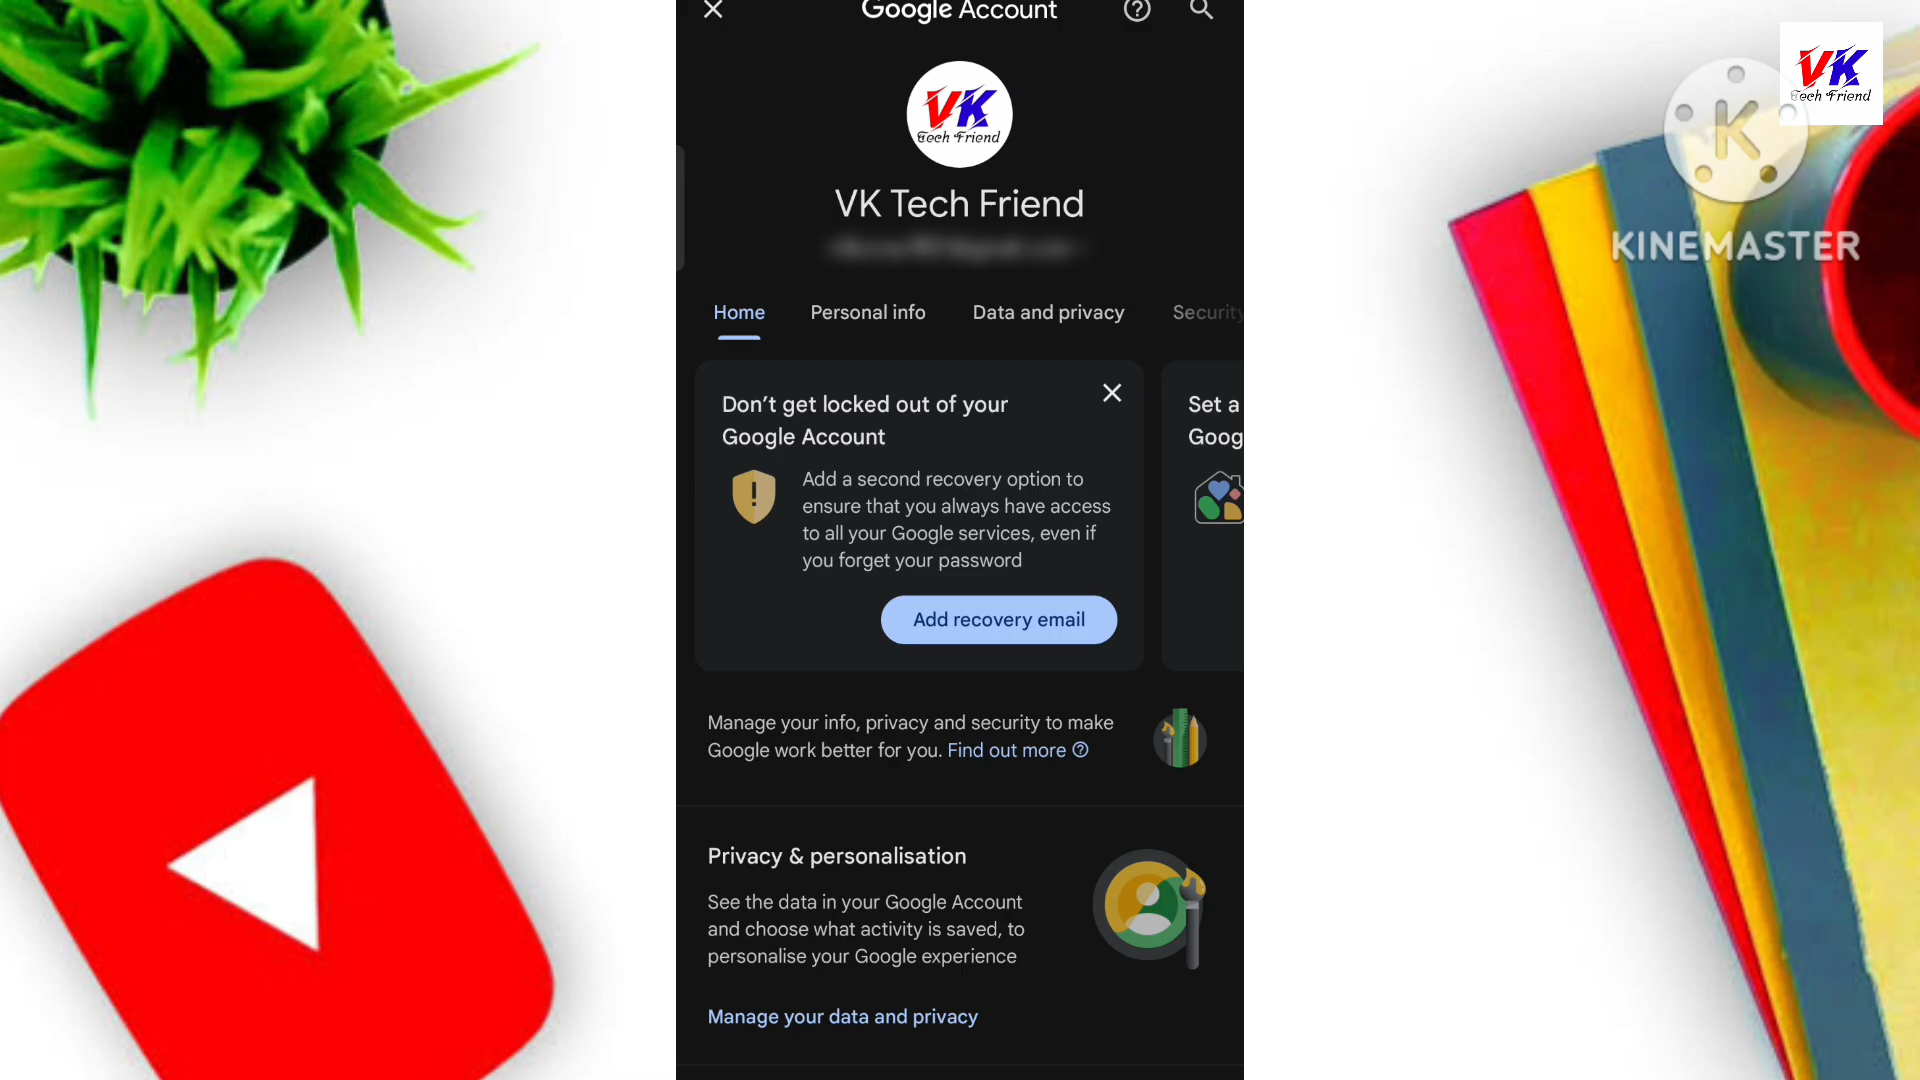 Google Account
VK
Tech Friend
VK Tech Friend
Home
Personal info
Data and privacy
Security
Don't get locked out of your
Google Account
Add a second recovery option to
ensure that you always have access
to all your Google services, even if
you forget your password
Add recovery email
Set a
Goog
Manage your info, privacy and security to make
Google work better for you. Find out more
Privacy & personalisation
See the data in your Google Account
and choose what activity is saved, to
personalise your Google experience
Manage your data and privacy
VK
Tech Friend
K
KINEMASTER